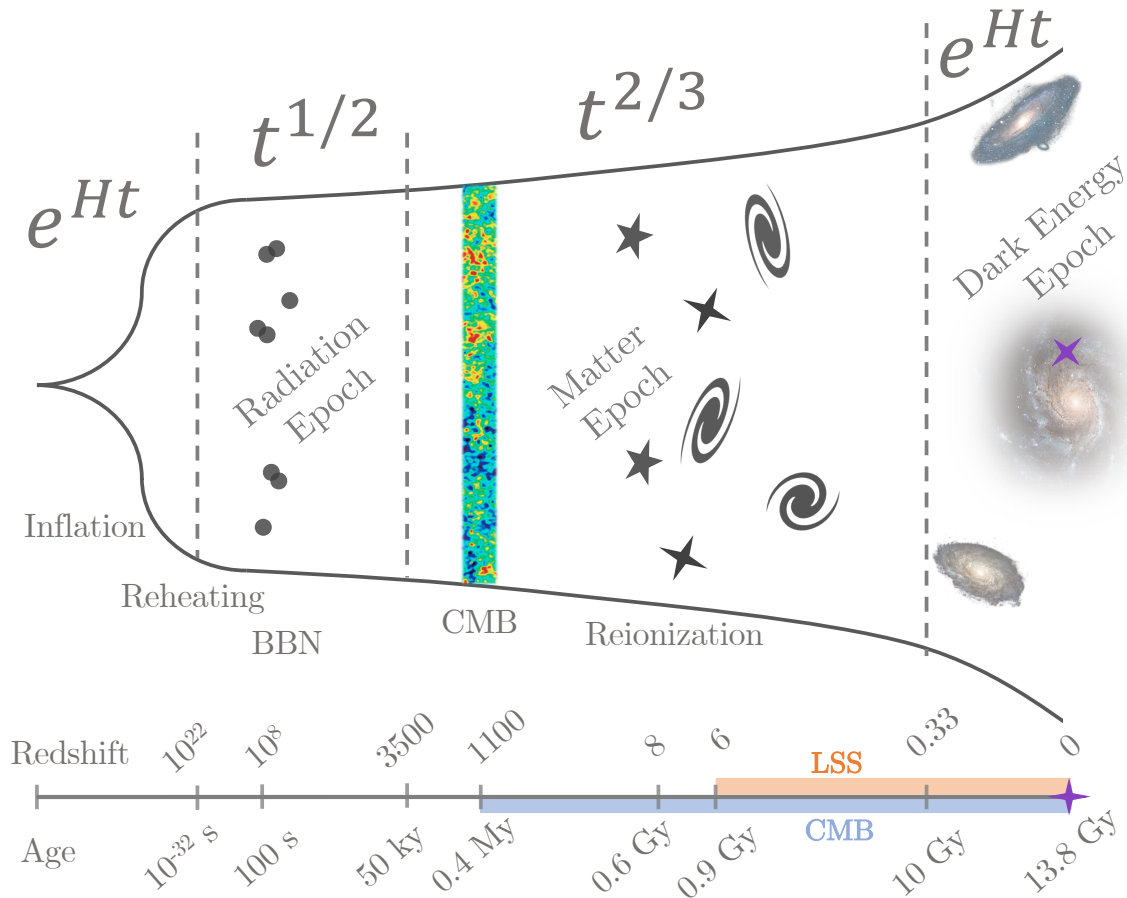 e^{Ht}
t^{1/2}
t^{2/3}
e^{Ht}
Radiation
Epoch
Matter
Epoch
Dark Energy
Epoch
Inflation
Reheating
BBN
CMB
Reionization
Redshift
10^{22}
10^{8}
3500
1100
8
6
0.33
0
LSS
CMB
Age
10^{-32} s
100 s
50 ky
0.4 My
0.6 Gy
0.9 Gy
10 Gy
13.8 Gy